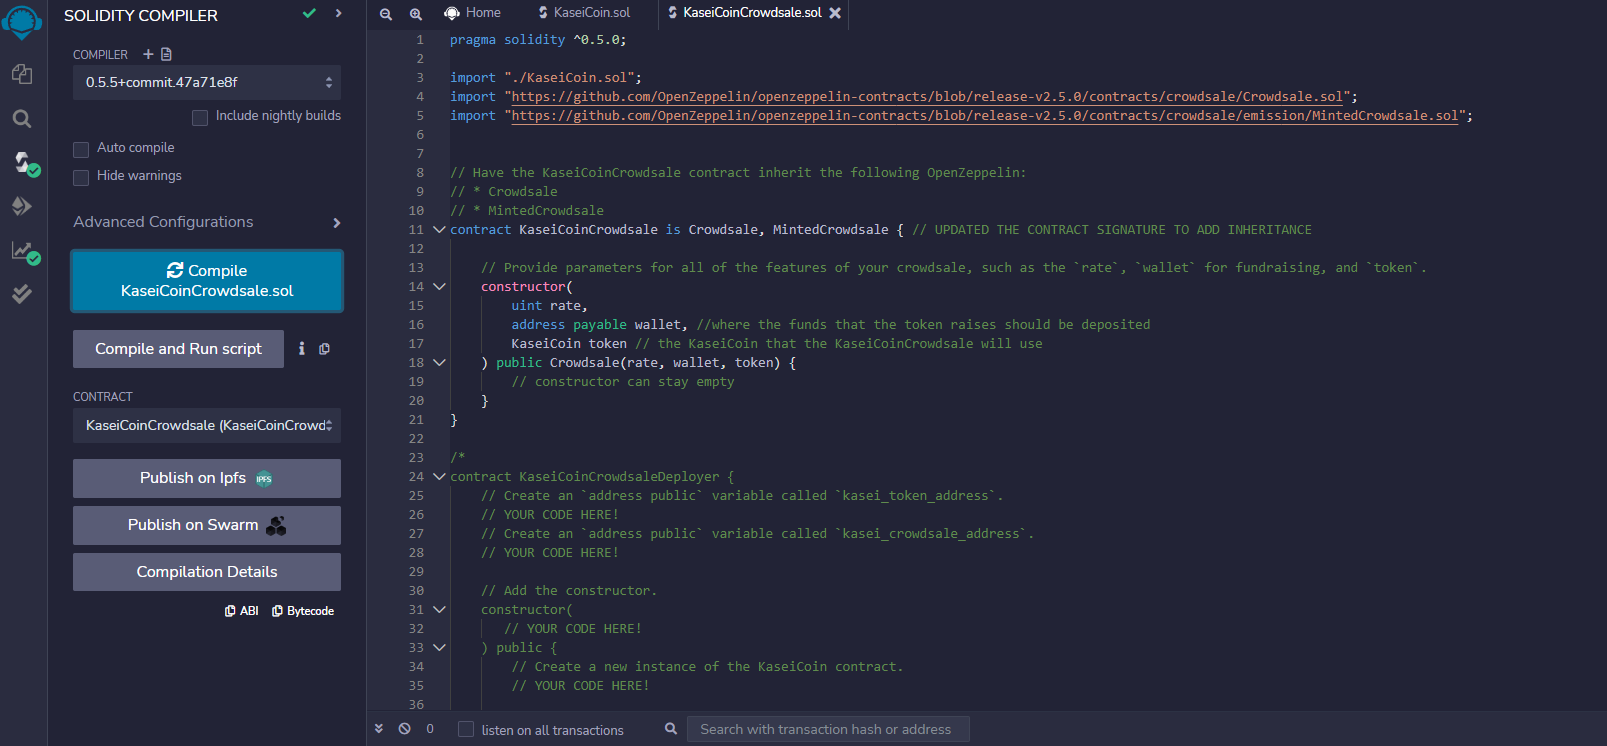 SOLIDITY COMPILER
COMPILER
0.5.5+commit.47a71e8f
Include nightly builds
Auto compile
Hide warnings
Advanced Configurations
Compile
KaseiCoinCrowdsale.sol
Compile and Run script
CONTRACT
KaseiCoinCrowdsale (KaseiCoinCrowd
Publish on Ipfs
IPFS
Publish on Swarm
Compilation Details
ABI Bytecode
Home KaseiCoin.sol KaseiCoinCrowdsale.sol
1 pragma solidity ^0.5.0;
2
3 import "./KaseiCoin.sol";
4 import "https://github.com/OpenZeppelin/openzeppelin-contracts/blob/release-v2.5.0/contracts/crowdsale/Crowdsale.sol";
5 import "https://github.com/OpenZeppelin/openzeppelin-contracts/blob/release-v2.5.0/contracts/crowdsale/emission/MintedCrowdsale.sol";
6
7
8 // Have the KaseiCoinCrowdsale contract inherit the following OpenZeppelin:
9 // * Crowdsale
10 // * MintedCrowdsale
11 contract KaseiCoinCrowdsale is Crowdsale, MintedCrowdsale { // UPDATED THE CONTRACT SIGNATURE TO ADD INHERITANCE
12
13 // Provide parameters for all of the features of your crowdsale, such as the `rate`, `wallet` for fundraising, and `token`.
14 constructor(
15 uint rate,
16 address payable wallet, //where the funds that the token raises should be deposited
17 KaseiCoin token // the KaseiCoin that the KaseiCoinCrowdsale will use
18 ) public Crowdsale(rate, wallet, token) {
19 // constructor can stay empty
20 }
21 }
22
23 /*
24 contract KaseiCoinCrowdsaleDeployer {
25 // Create an `address public` variable called `kasei_token_address`.
26 // YOUR CODE HERE!
27 // Create an `address public` variable called `kasei_crowdsale_address`.
28 // YOUR CODE HERE!
29
30 // Add the constructor.
31 constructor(
32 // YOUR CODE HERE!
33 ) public {
34 // Create a new instance of the KaseiCoin contract.
35 // YOUR CODE HERE!
36
0 listen on all transactions Search with transaction hash or address